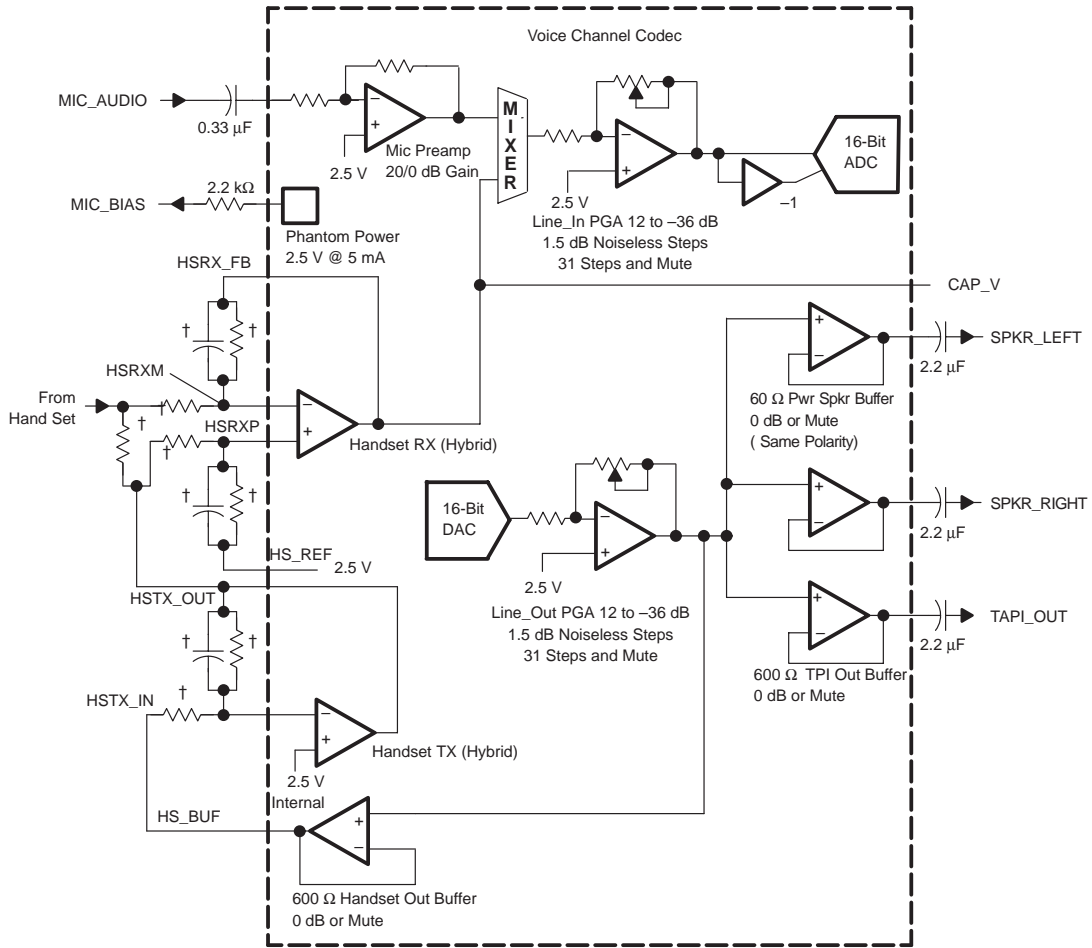 Voice Channel Codec
MIC_AUDIO
0.33 μF
−
+
2.5 V
Mic Preamp
20/0 dB Gain
MIXER
−
+
2.5 V
Line_In PGA 12 to –36 dB
1.5 dB Noiseless Steps
31 Steps and Mute
–1
16-Bit
ADC
MIC_BIAS
2.2 kΩ
Phantom Power
2.5 V @ 5 mA
HSRX_FB
†
†
CAP_V
HSRXM
From
Hand Set
†
†
HSRXP
†
−
+
Handset RX (Hybrid)
†
†
HS_REF
2.5 V
16-Bit
DAC
−
+
2.5 V
Line_Out PGA 12 to –36 dB
1.5 dB Noiseless Steps
31 Steps and Mute
+
−
SPKR_LEFT
2.2 μF
60 Ω Pwr Spkr Buffer
0 dB or Mute
( Same Polarity)
+
−
SPKR_RIGHT
2.2 μF
+
−
TAPI_OUT
2.2 μF
600 Ω TPI Out Buffer
0 dB or Mute
HSTX_OUT
†
†
HSTX_IN
†
−
+
Handset TX (Hybrid)
2.5 V
Internal
HS_BUF
+
−
600 Ω Handset Out Buffer
0 dB or Mute